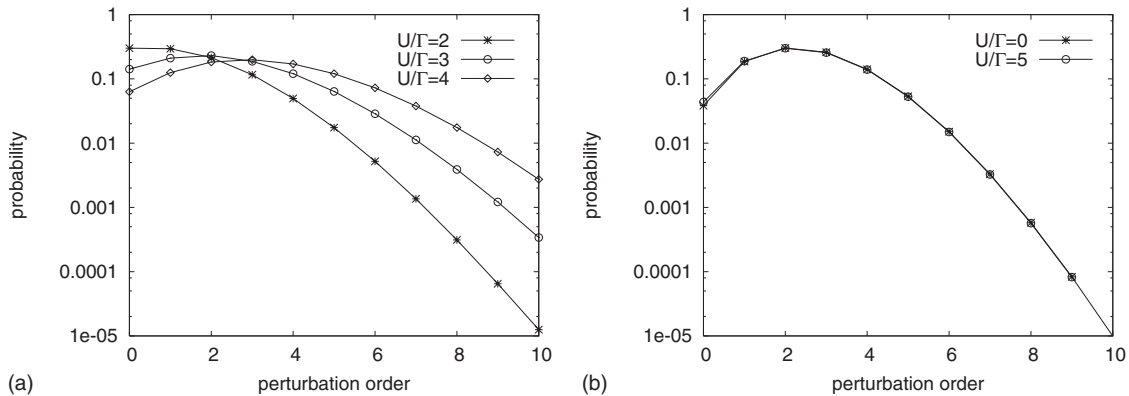 1
0.1
0.01
0.001
0.0001
1e-05
probability
0 2 4 6 8 10
perturbation order
U/Γ=2
U/Γ=3
U/Γ=4
(a)
1
0.1
0.01
0.001
0.0001
1e-05
probability
0 2 4 6 8 10
perturbation order
U/Γ=0
U/Γ=5
(b)